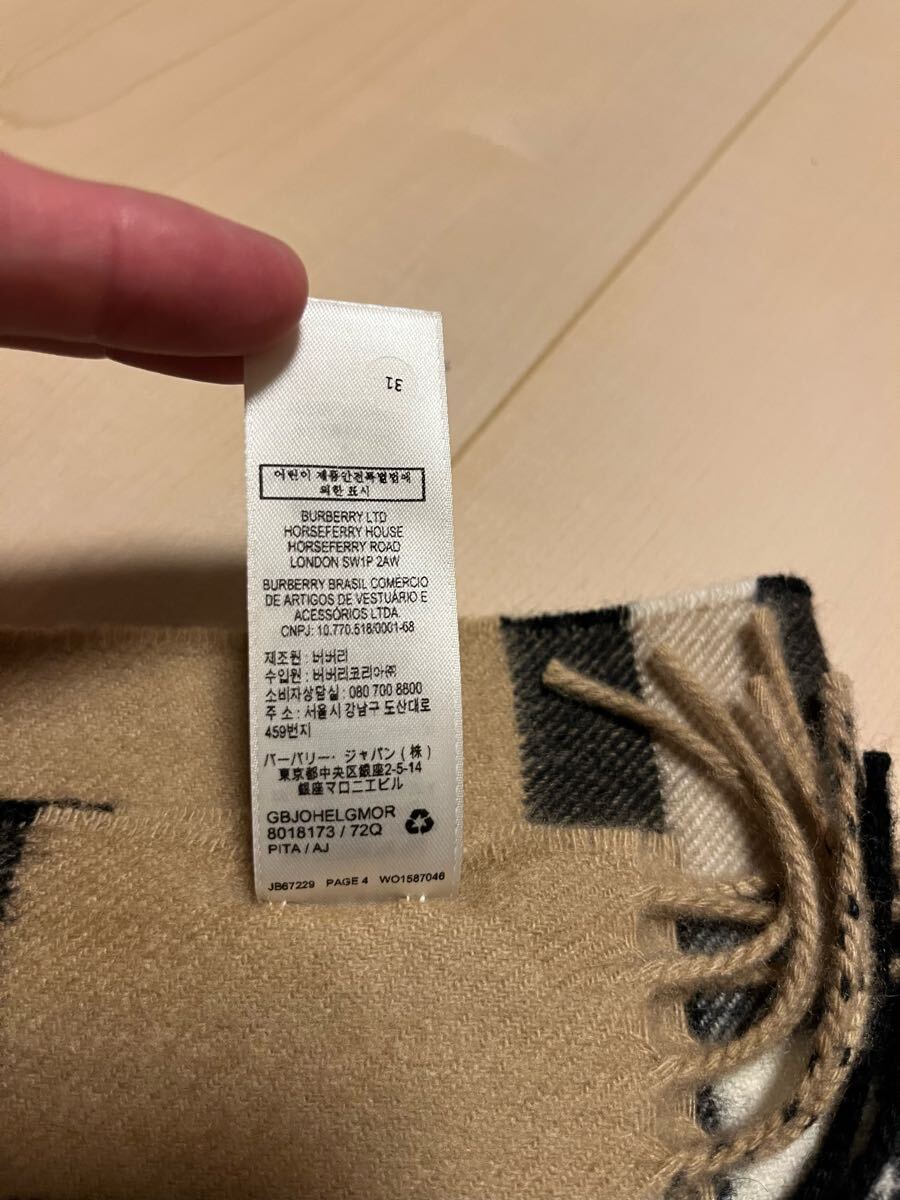 31
어린이 제품안전특별법에
의한 표시
BURBERRY LTD
HORSEFERRY HOUSE
HORSEFERRY ROAD
LONDON SW1P 2AW
BURBERRY BRASIL COMERCIO
DE ARTIGOS DE VESTUÁRIO E
ACESSÓRIOS LTDA
CNPJ: 10.770.518/0001-68
제조원 : 버버리
수입원 : 버버리코리아㈜
소비자상담실 : 080 700 8800
주 소 : 서울시 강남구 도산대로
459번지
バーバリー・ジャパン(株)
東京都中央区銀座2-5-14
銀座マロニエビル
GBJOHELGMOR
8018173 / 72Q
PITA / AJ
JB67229 PAGE 4 WO1587046